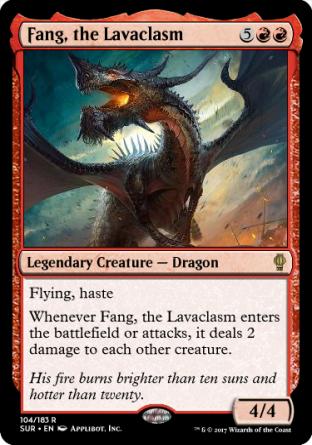 Fang, the Lavaclasm 5
Legendary Creature — Dragon
Flying, haste
Whenever Fang, the Lavaclasm enters
the battlefield or attacks, it deals 2
damage to each other creature.
His fire burns brighter than ten suns and
hotter than twenty.
104/183 R
SUR • EN APPLIBOT, INC.
™ & © 2017 Wizards of the Coast
4/4